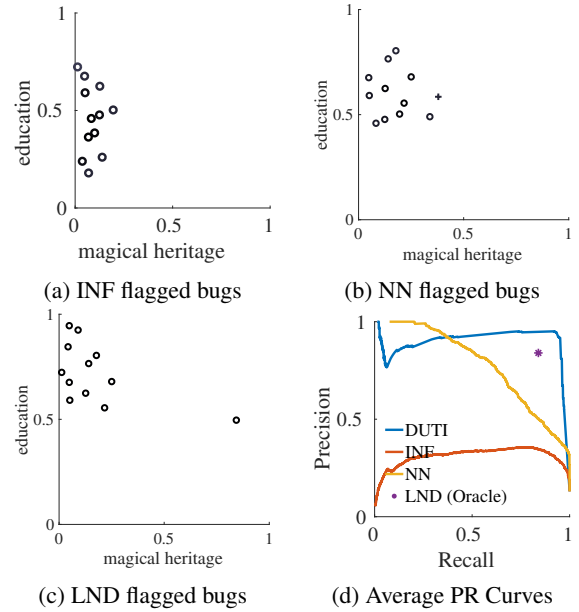 1
education
0.5
0
0.5
1
magical heritage
(a) INF flagged bugs
1
education
0.5
0
0.5
1
magical heritage
(b) NN flagged bugs
1
education
0.5
0
0.5
1
magical heritage
(c) LND flagged bugs
1
Precision
0.5
0
DUTI
INF
NN
LND (Oracle)
0
0.5
1
Recall
(d) Average PR Curves